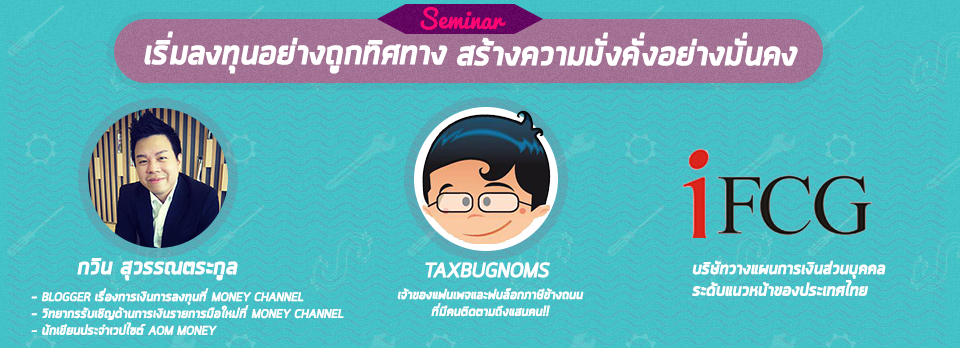 Seminar
เริ่มลงทุนอย่างถูกทิศทาง สร้างความมั่งคั่งอย่างมั่นคง
กวิน สุวรรณตระกูล
- BLOGGER เรื่องการเงินการลงทุนที่ MONEY CHANNEL
- วิทยากรรับเชิญด้านการเงินรายการมือใหม่ที่ MONEY CHANNEL
- นักเขียนประจำเวปไซต์ AOM MONEY
TAXBUGNOMS
เจ้าของแฟนเพจและฟบล็อกภาษีข้างถนน
ที่มีคนติดตามถึงแสนคน!!
iFCG
บริษัทวางแผนการเงินส่วนบุคคล
ระดับแนวหน้าของประเทศไทย